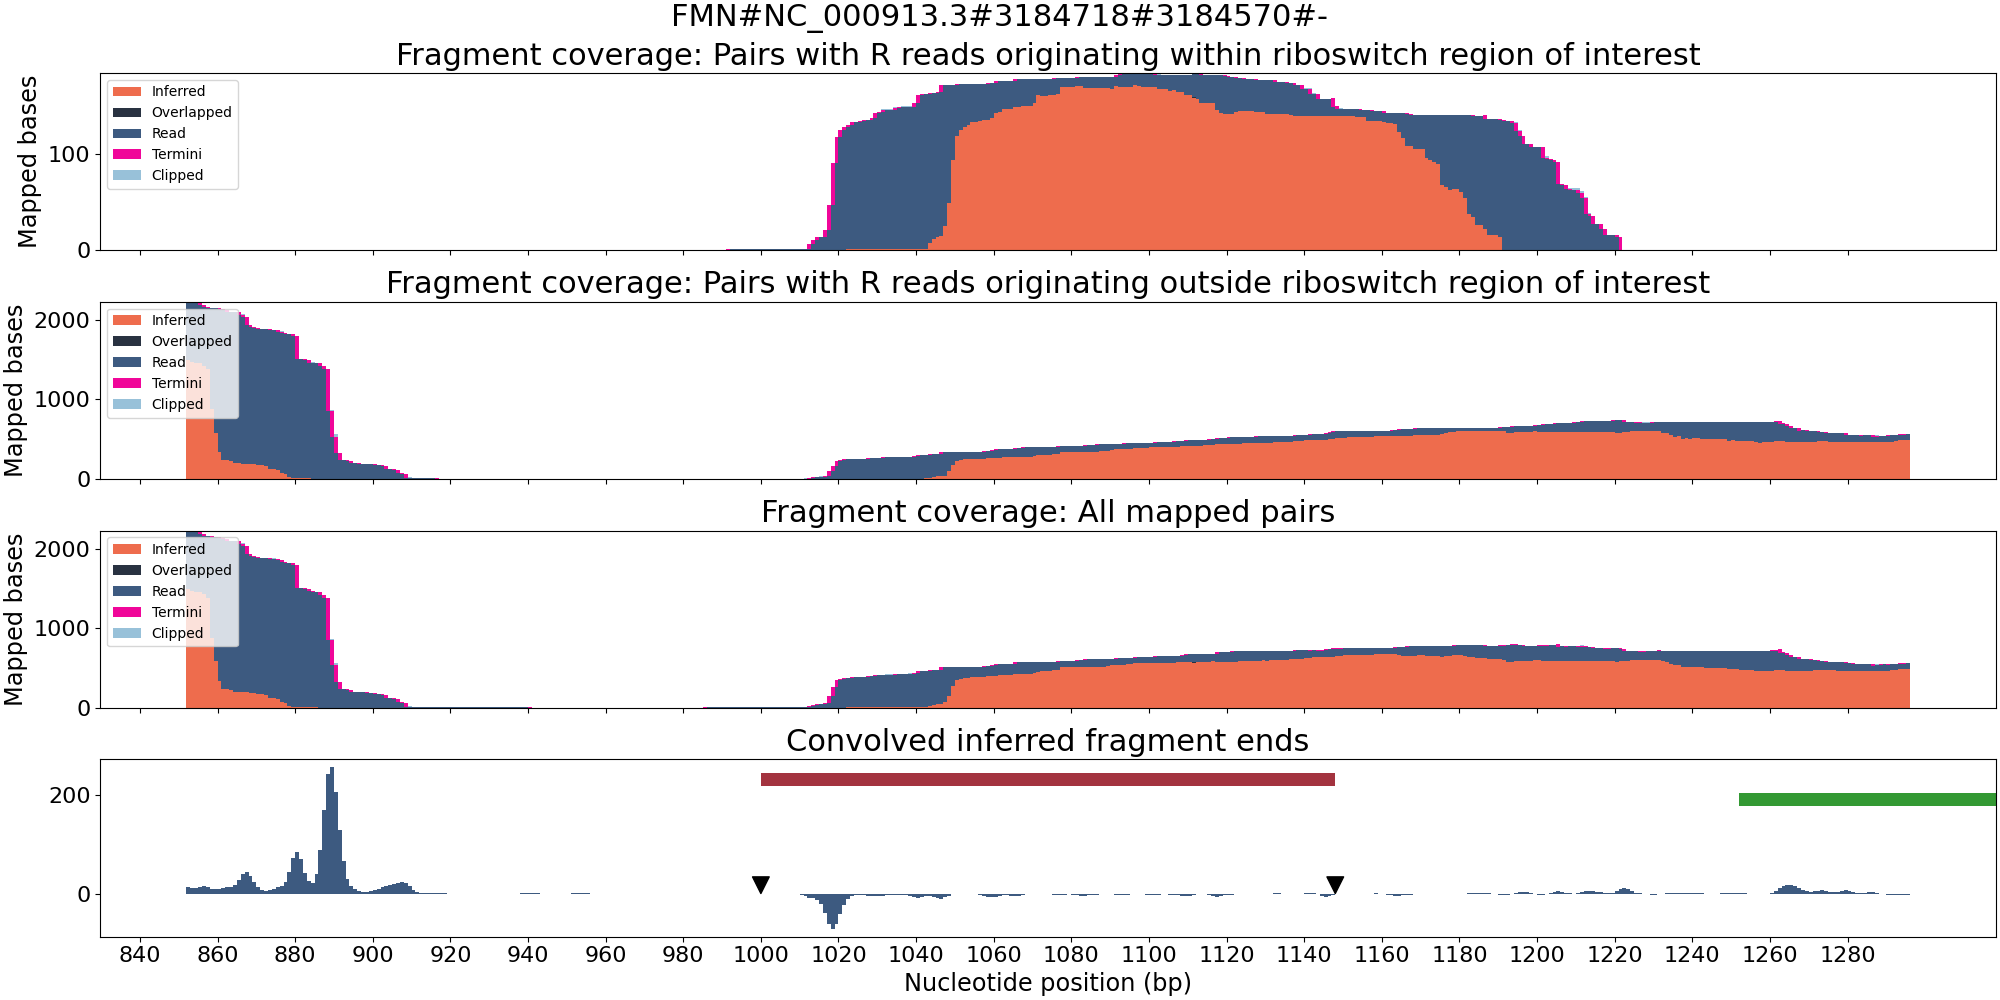 FMN#NC_000913.3#3184718#3184570#-
Fragment coverage: Pairs with R reads originating within riboswitch region of interest
Mapped bases
100
0
Inferred
Overlapped
Read
Termini
Clipped
Fragment coverage: Pairs with R reads originating outside riboswitch region of interest
Mapped bases
2000
1000
0
Inferred
Overlapped
Read
Termini
Clipped
Fragment coverage: All mapped pairs
Mapped bases
2000
1000
0
Inferred
Overlapped
Read
Termini
Clipped
Convolved inferred fragment ends
200
0
840 860 880 900 920 940 960 980 1000 1020 1040 1060 1080 1100 1120 1140 1160 1180 1200 1220 1240 1260 1280
Nucleotide position (bp)